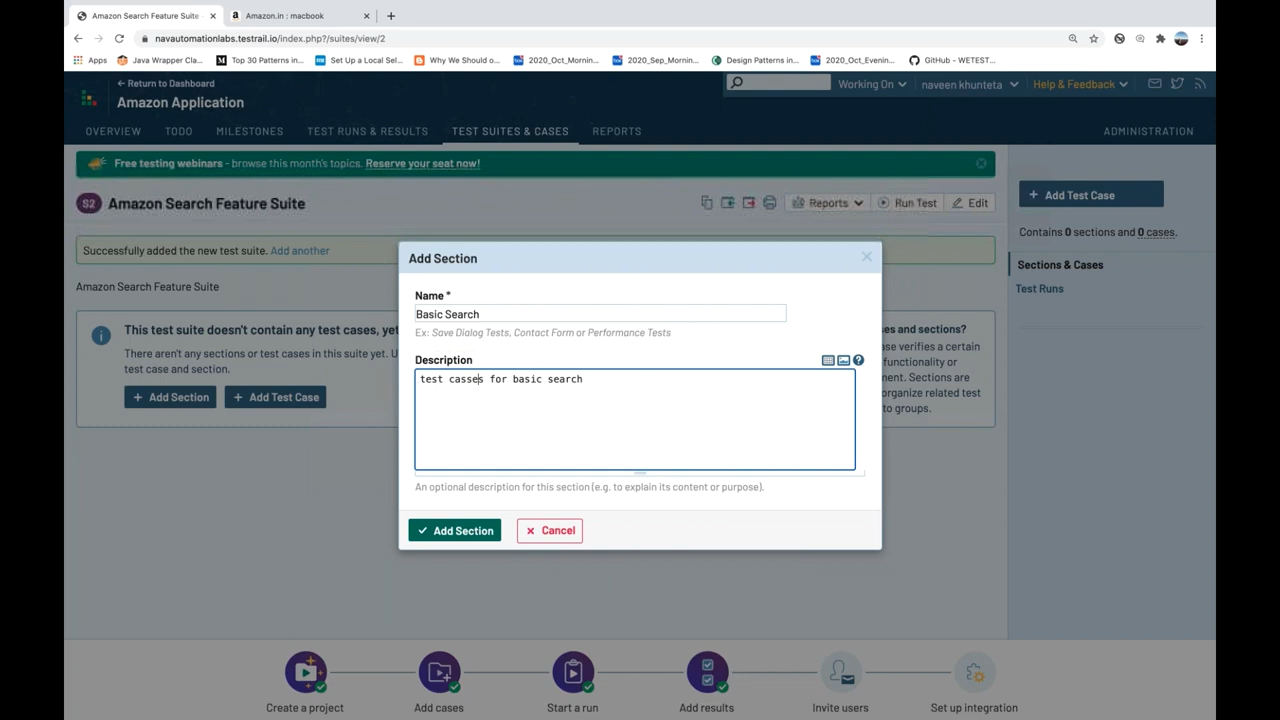 Amazon Search Feature Suite
Amazon.in : macbook
navautomationlabs.testrail.io/index.php?/suites/view/2
Apps
Java Wrapper Cla...
Top 30 Patterns in...
Set Up a Local Sel...
Why We Should o...
2020_Oct_Mornin...
2020_Sep_Mornin...
Design Patterns in...
2020_Oct_Evenin...
GitHub - WETEST...
Return to Dashboard
Amazon Application
Working On
naveen khunteta
Help & Feedback
OVERVIEW
TODO
MILESTONES
TEST RUNS & RESULTS
TEST SUITES & CASES
REPORTS
ADMINISTRATION
Free testing webinars - browse this month's topics. Reserve your seat now!
S2
Amazon Search Feature Suite
Reports
Run Test
Edit
+ Add Test Case
Contains 0 sections and 0 cases.
Sections & Cases
Test Runs
Successfully added the new test suite. Add another
Amazon Search Feature Suite
This test suite doesn't contain any test cases, yet
There aren't any sections or test cases in this suite yet. U
test case and section.
+ Add Section
+ Add Test Case
es and sections?
ase verifies a certain
functionality or
ment. Sections are
organize related test
to groups.
Add Section
Name *
Basic Search
Ex: Save Dialog Tests, Contact Form or Performance Tests
Description
test casses for basic search
An optional description for this section (e.g. to explain its content or purpose).
Add Section
Cancel
Create a project
Add cases
Start a run
Add results
Invite users
Set up integration